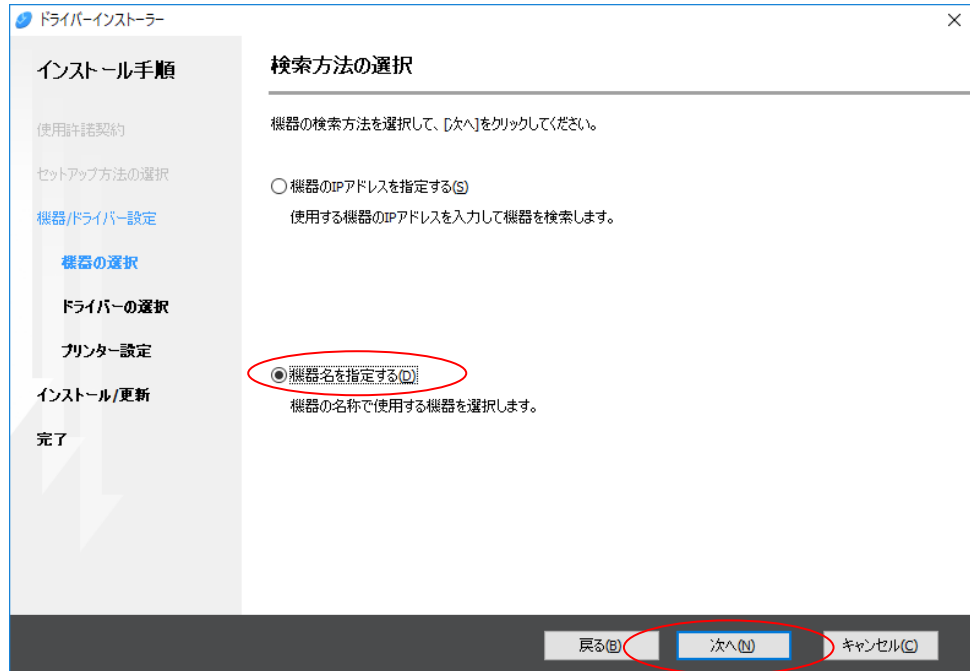 ドライバーインストーラー
インストール手順
使用許諾契約
セットアップ方法の選択
機器/ドライバー設定
機器の選択
ドライバーの選択
プリンター設定
インストール/更新
完了
検索方法の選択
機器の検索方法を選択して、[次へ]をクリックしてください。
機器のIPアドレスを指定する(S)
使用する機器のIPアドレスを入力して機器を検索します。
機器名を指定する(D)
機器の名称で使用する機器を選択します。
戻る(B) 次へ(N) キャンセル(C)